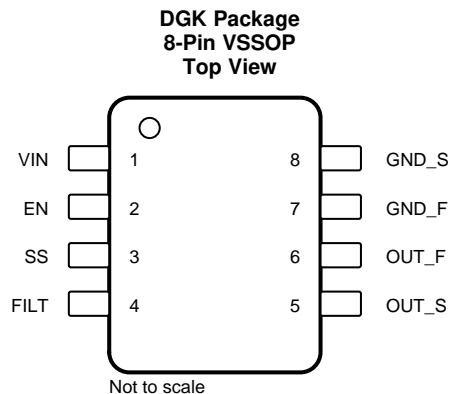 DGK Package
8-Pin VSSOP
Top View
VIN 1 8 GND_S
EN 2 7 GND_F
SS 3 6 OUT_F
FILT 4 5 OUT_S
Not to scale